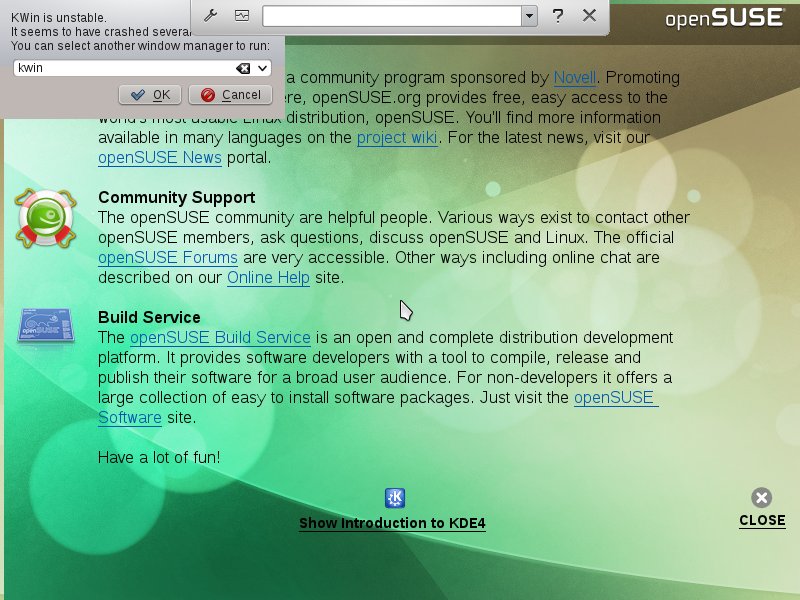 KWin is unstable.
It seems to have crashed several
You can select another window manager to run:
kwin
OK
Cancel
?
openSUSE
a community program sponsored by Novell. Promoting
ere, openSUSE.org provides free, easy access to the
world's most usable Linux distribution, openSUSE. You'll find more information
available in many languages on the project wiki. For the latest news, visit our
openSUSE News portal.
Community Support
The openSUSE community are helpful people. Various ways exist to contact other
openSUSE members, ask questions, discuss openSUSE and Linux. The official
openSUSE Forums are very accessible. Other ways including online chat are
described on our Online Help site.
openSUSE
Build Service
The openSUSE Build Service is an open and complete distribution development
platform. It provides software developers with a tool to compile, release and
publish their software for a broad user audience. For non-developers it offers a
large collection of easy to install software packages. Just visit the openSUSE
Software site.
Have a lot of fun!
Show Introduction to KDE4
CLOSE